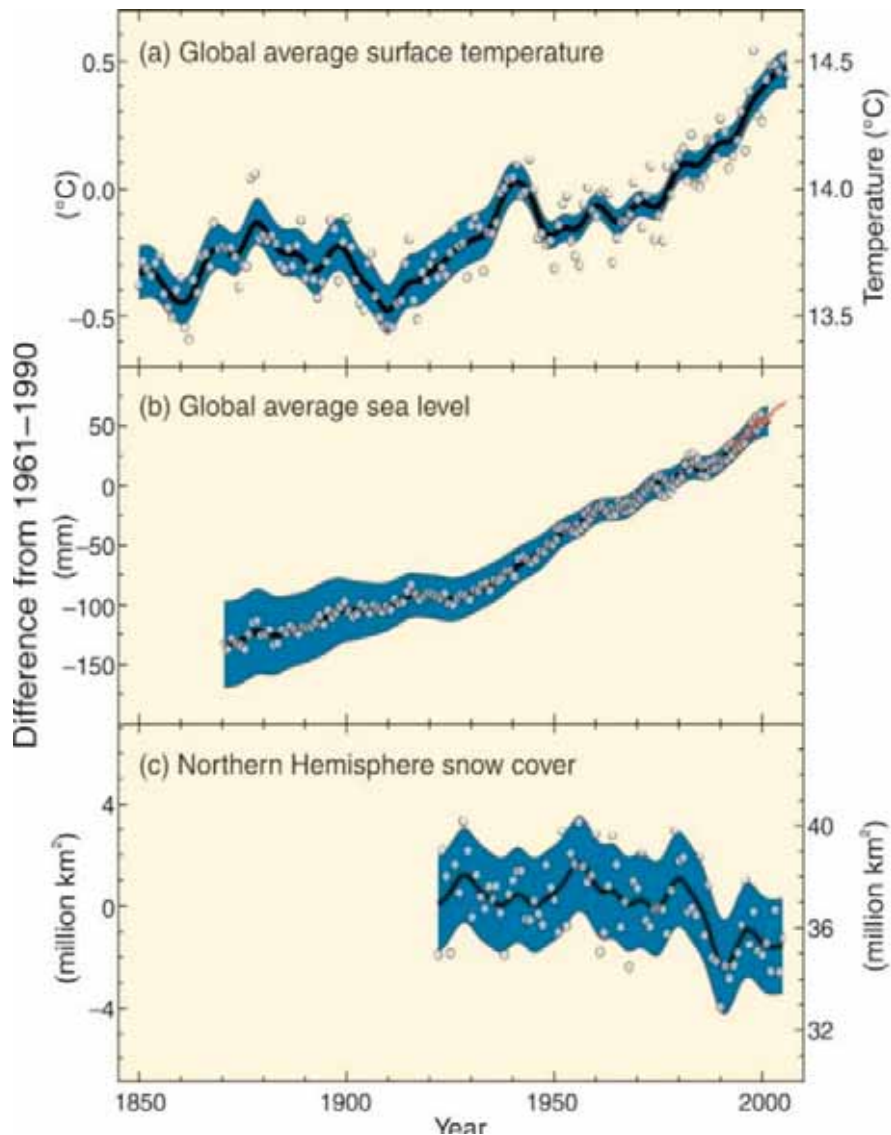 (a) Global average surface temperature
0.5
0.0
−0.5
(°C)
14.5
14.0
13.5
Temperature (°C)
Difference from 1961–1990
(b) Global average sea level
50
0
−50
−100
−150
(mm)
(c) Northern Hemisphere snow cover
4
0
−4
(million km²)
40
36
32
(million km²)
1850
1900
1950
2000
Year